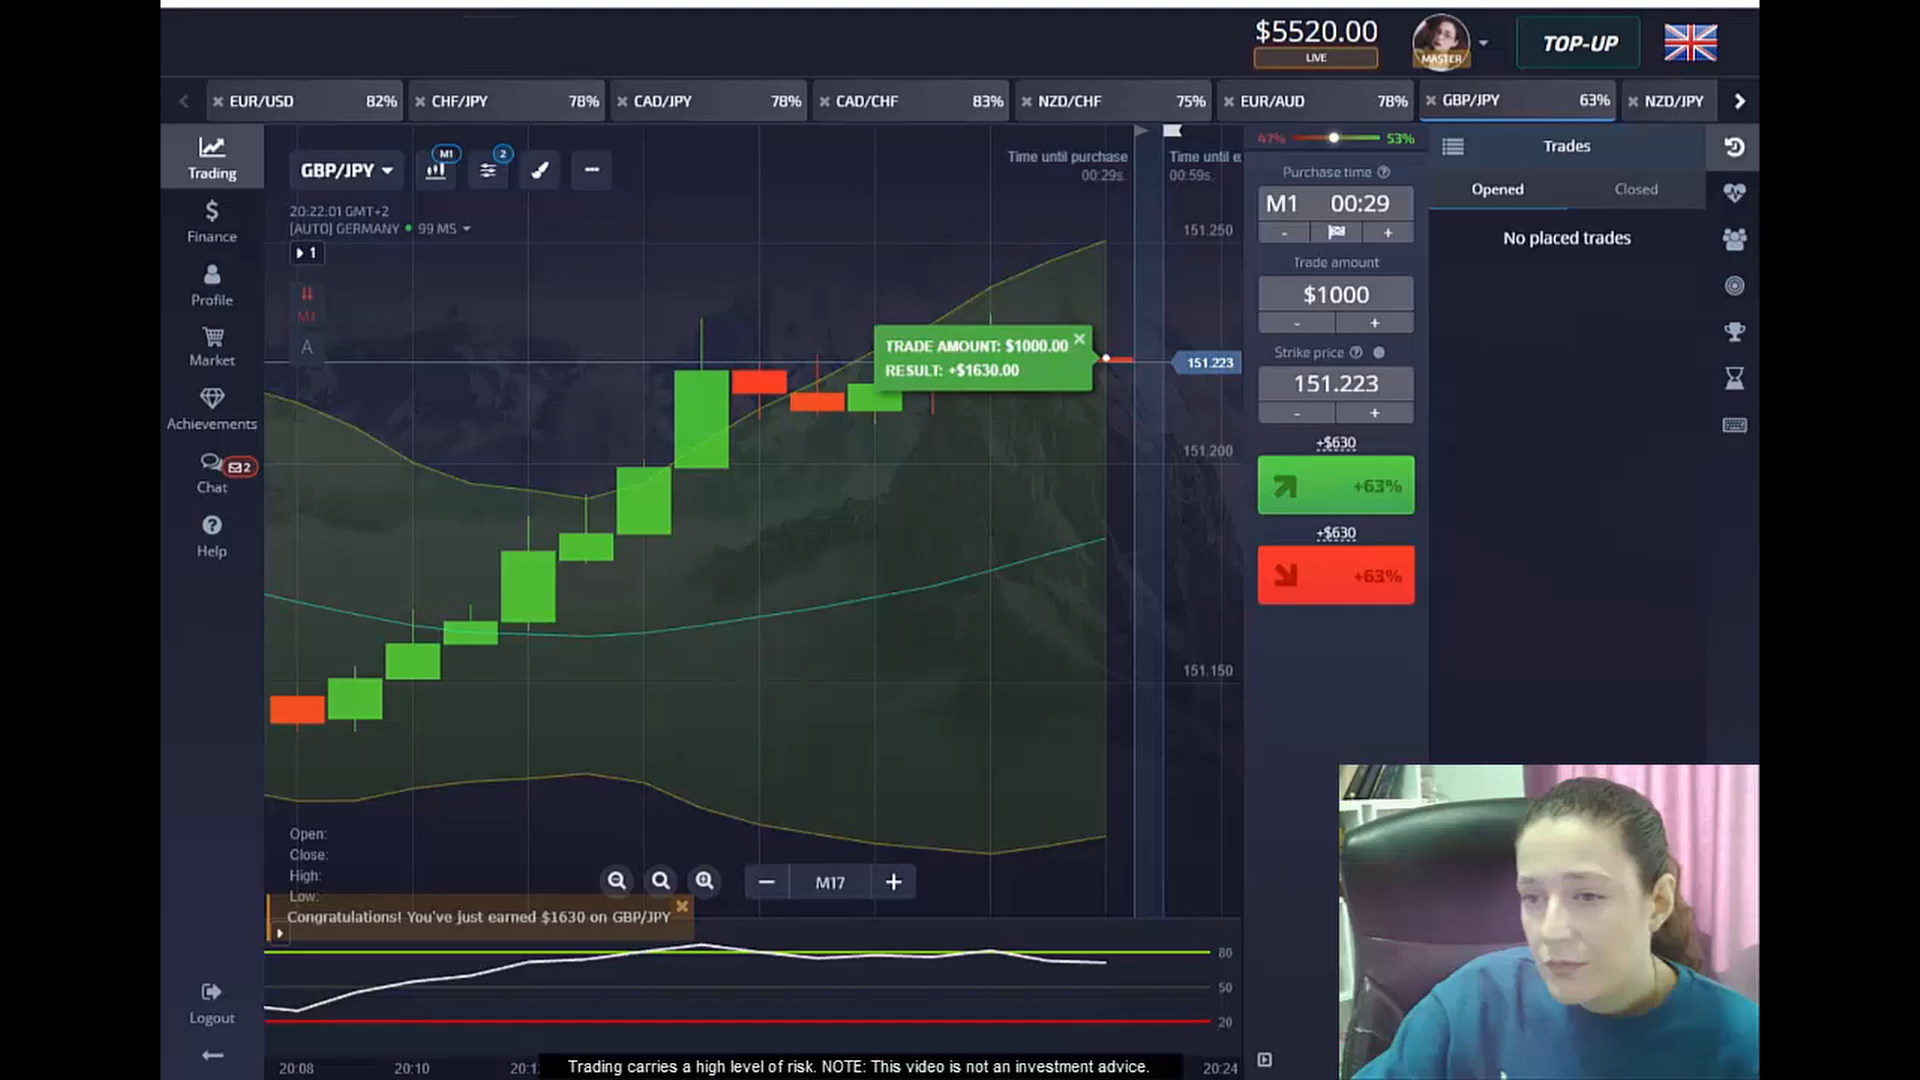 $5520.00
LIVE
MASTER
TOP-UP
EUR/USD 82%
CHF/JPY 78%
CAD/JPY 78%
CAD/CHF 83%
NZD/CHF 75%
EUR/AUD 78%
GBP/JPY 63%
NZD/JPY
Trading
Finance
Profile
Market
Achievements
Chat
2
Help
Logout
GBP/JPY
M1
2
20:22:01 GMT+2
[AUTO] GERMANY 99 MS
1
M1
A
Time until purchase
00:29s.
Time until e
00:59s.
151.250
TRADE AMOUNT: $1000.00
RESULT: +$1630.00
151.223
151.200
151.150
Open:
Close:
High:
Low:
M17
Congratulations! You've just earned $1630 on GBP/JPY
80
50
20
20:08
20:10
20:1
20:24
47% 53%
Purchase time
M1 00:29
- +
Trade amount
$1000
- +
Strike price
151.223
- +
+$630
+63%
+$630
+63%
Trades
Opened Closed
No placed trades
Trading carries a high level of risk. NOTE: This video is not an investment advice.